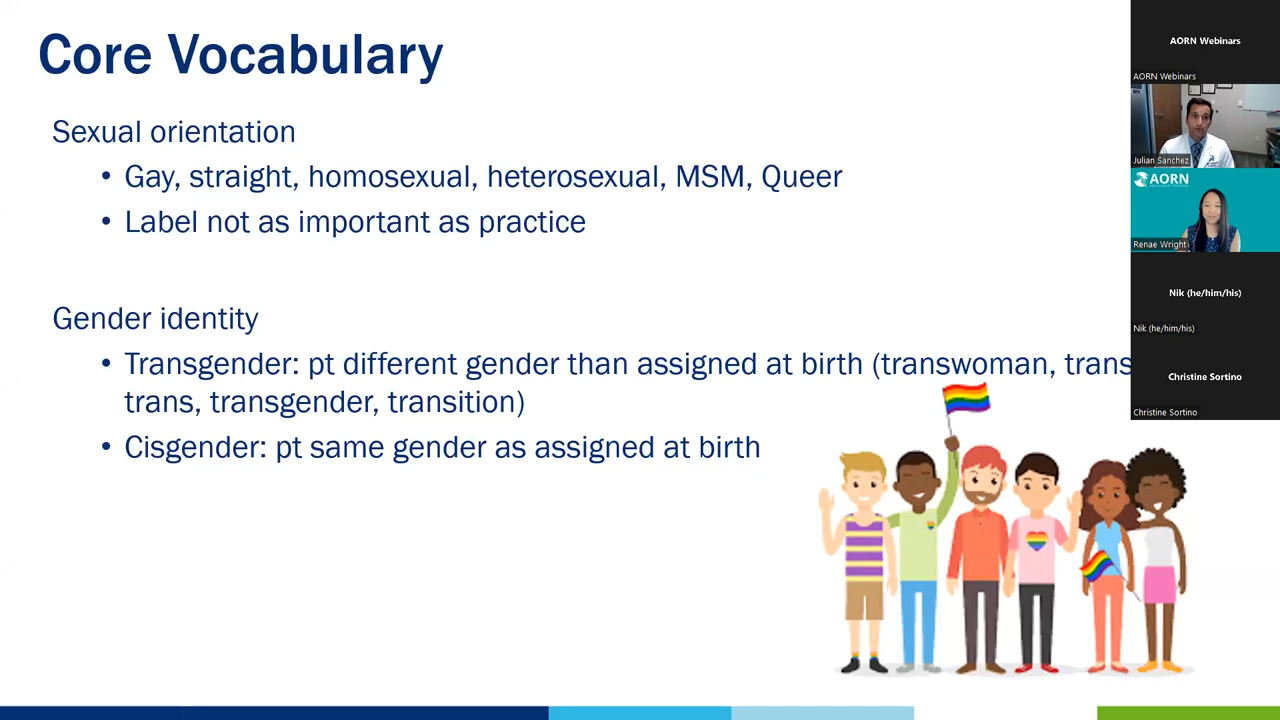 Core Vocabulary
Sexual orientation
• Gay, straight, homosexual, heterosexual, MSM, Queer
• Label not as important as practice
Gender identity
• Transgender: pt different gender than assigned at birth (transwoman, trans
trans, transgender, transition)
• Cisgender: pt same gender as assigned at birth
AORN Webinars
AORN Webinars
Julian Sanchez
AORN
Renae Wright
Nik (he/him/his)
Nik (he/him/his)
Christine Sortino
Christine Sortino